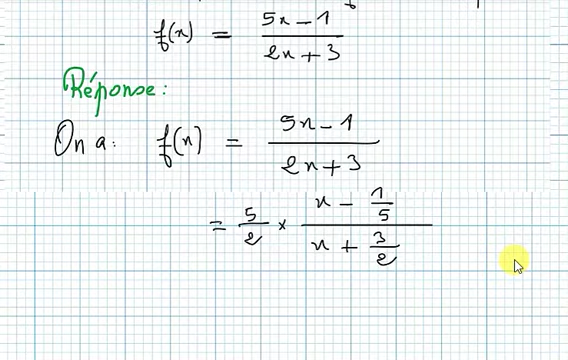 f(x) = (5x - 1)/(2x + 3)
Réponse:
On a: f(x) = (5x - 1)/(2x + 3)
= 5/2 × (x - 1/5)/(x + 3/2)